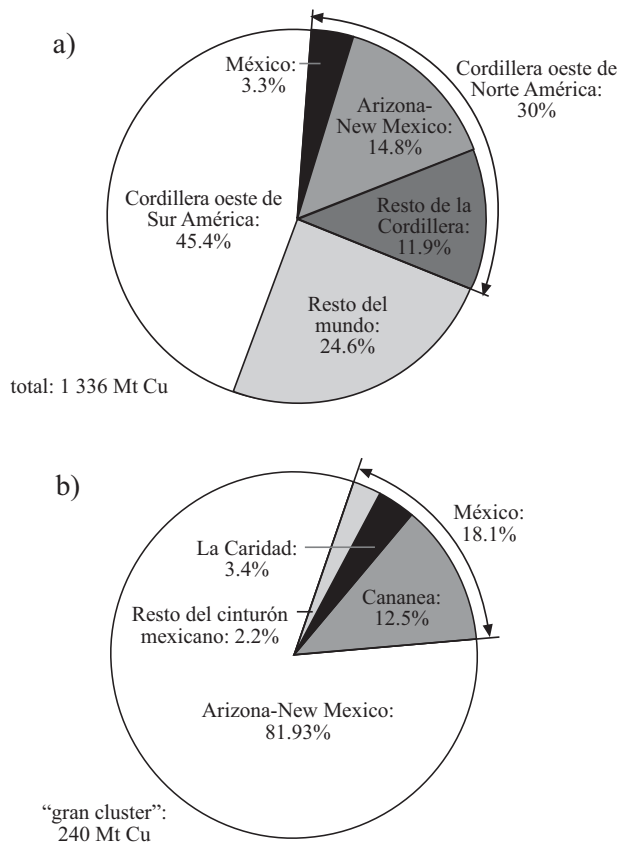 a)
México:
3.3%
Cordillera oeste de
Norte América:
30%
Arizona-
New Mexico:
14.8%
Cordillera oeste de
Sur América:
45.4%
Resto de la
Cordillera:
11.9%
Resto del
mundo:
24.6%
total: 1 336 Mt Cu
b)
México:
18.1%
La Caridad:
3.4%
Cananea:
12.5%
Resto del cinturón
mexicano: 2.2%
Arizona-New Mexico:
81.93%
“gran cluster”:
240 Mt Cu